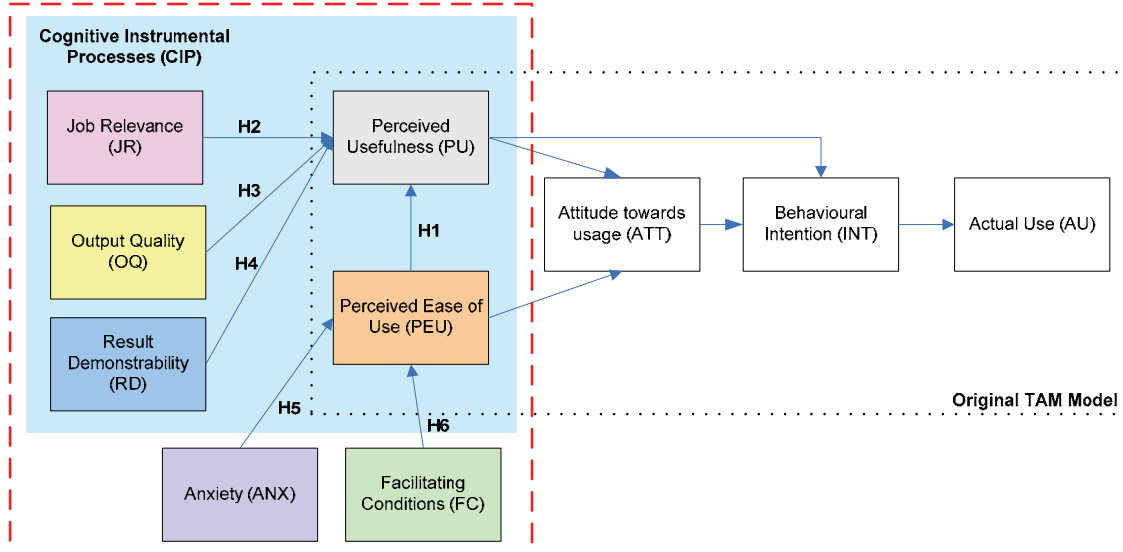 Cognitive Instrumental
Processes (CIP)
Job Relevance
(JR)
H2
Perceived
Usefulness (PU)
H3
Output Quality
(OQ)
H1
H4
Attitude towards
usage (ATT)
Behavioural
Intention (INT)
Actual Use (AU)
Perceived Ease of
Use (PEU)
Result
Demonstrability
(RD)
H5
H6
Original TAM Model
Anxiety (ANX)
Facilitating
Conditions (FC)